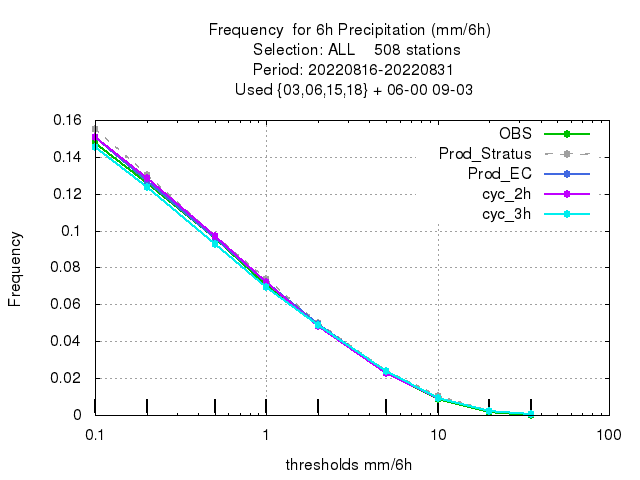 Frequency for 6h Precipitation (mm/6h)
Selection: ALL 508 stations
Period: 20220816-20220831
Used {03,06,15,18} + 06-00 09-03
0.16
0.14
0.12
0.1
0.08
0.06
0.04
0.02
0
Frequency
OBS
Prod_Stratus
Prod_EC
cyc_2h
cyc_3h
0.1 1 10 100
thresholds mm/6h